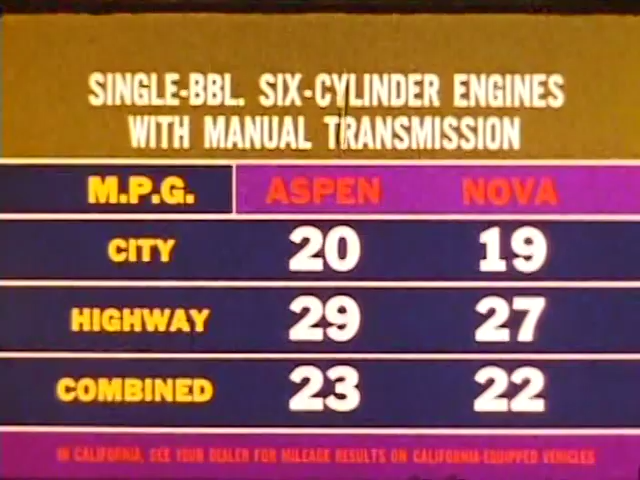 SINGLE-BBL. SIX-CYLINDER ENGINES
WITH MANUAL TRANSMISSION
M.P.G. ASPEN NOVA
CITY 20 19
HIGHWAY 29 27
COMBINED 23 22
IN CALIFORNIA, SEE YOUR DEALER FOR MILEAGE RESULTS ON CALIFORNIA-EQUIPPED VEHICLES